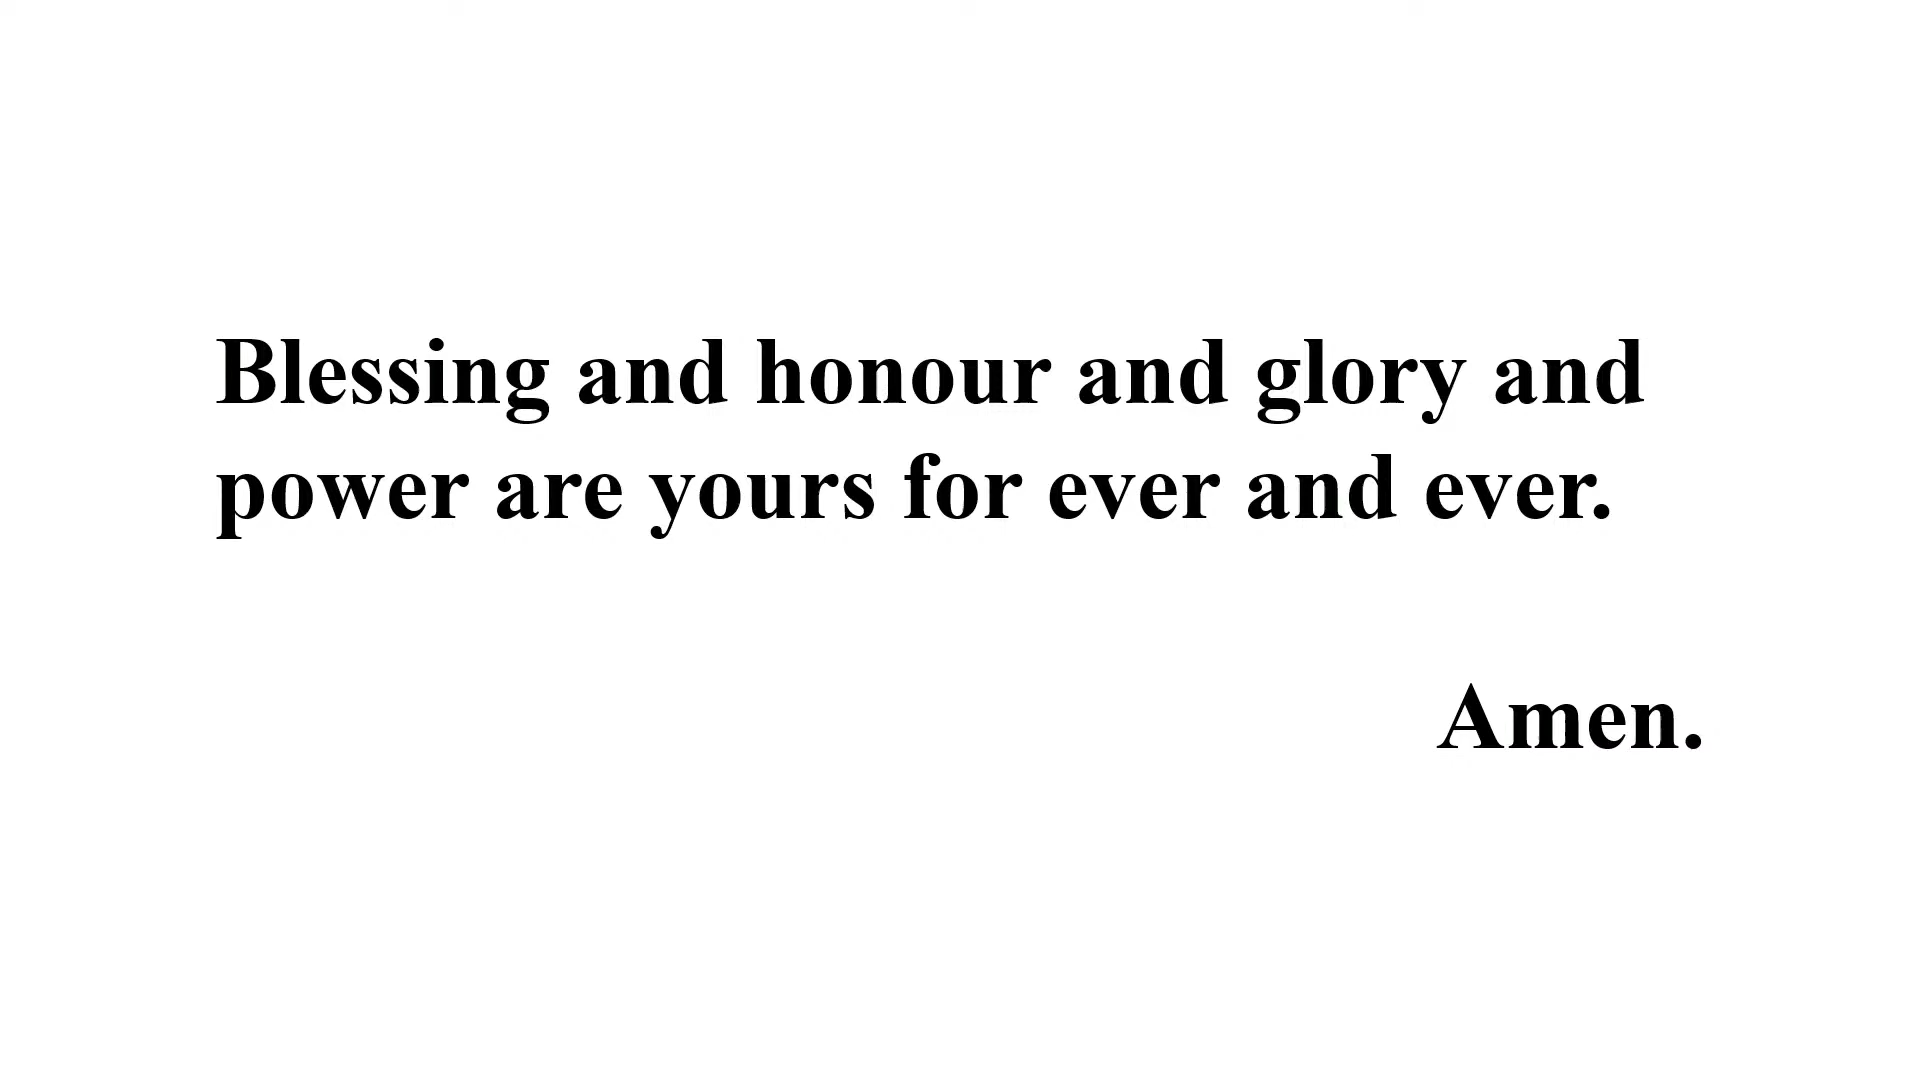 Blessing and honour and glory and
power are yours for ever and ever.
Amen.